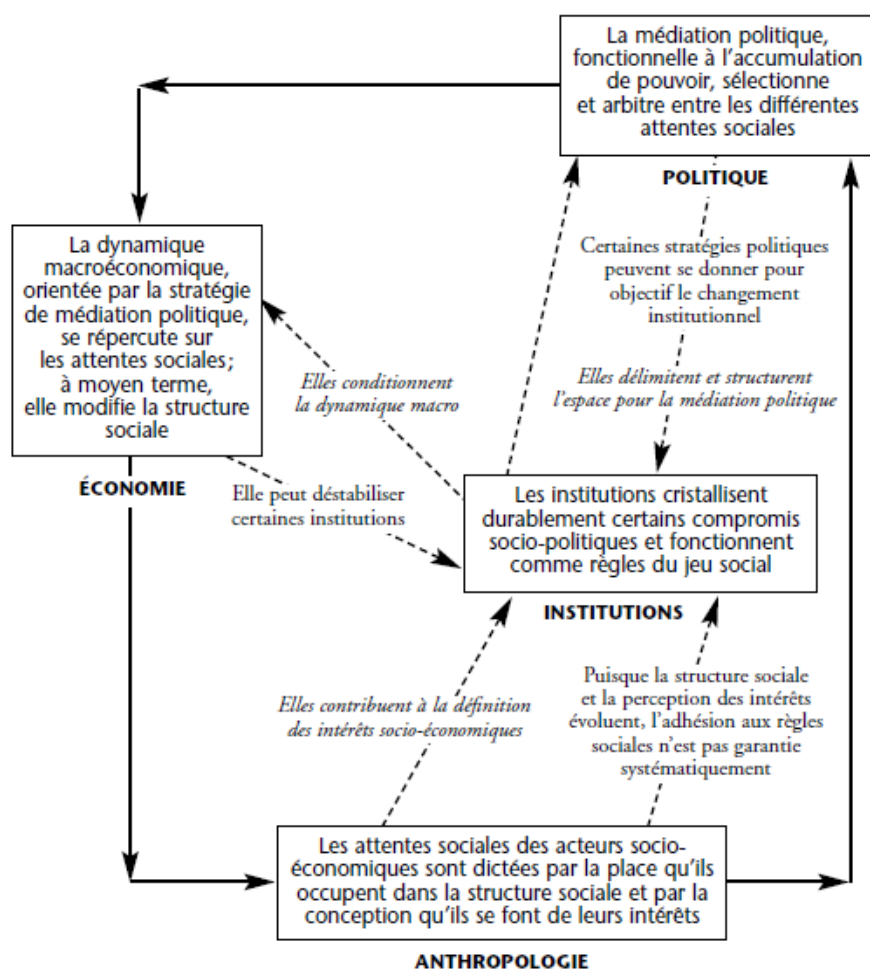 La médiation politique,
fonctionnelle à l'accumulation
de pouvoir, sélectionne
et arbitre entre les différentes
attentes sociales
POLITIQUE
La dynamique
macroéconomique,
orientée par la stratégie
de médiation politique,
se répercute sur
les attentes sociales;
à moyen terme,
elle modifie la structure
sociale
ÉCONOMIE
Certaines stratégies politiques
peuvent se donner pour
objectif le changement
institutionnel
Elles conditionnent
la dynamique macro
Elles délimitent et structurent
l'espace pour la médiation politique
Elle peut déstabiliser
certaines institutions
Les institutions cristallisent
durablement certains compromis
socio-politiques et fonctionnent
comme règles du jeu social
INSTITUTIONS
Elles contribuent à la définition
des intérêts socio-économiques
Puisque la structure sociale
et la perception des intérêts
évoluent, l'adhésion aux règles
sociales n'est pas garantie
systématiquement
Les attentes sociales des acteurs socio-
économiques sont dictées par la place qu'ils
occupent dans la structure sociale et par la
conception qu'ils se font de leurs intérêts
ANTHROPOLOGIE